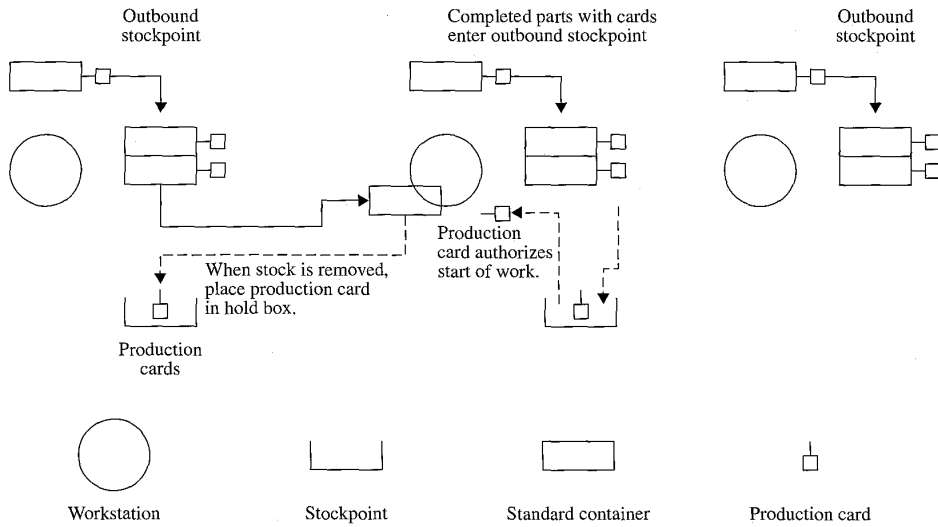 Outbound
stockpoint
Completed parts with cards
enter outbound stockpoint
Outbound
stockpoint
When stock is removed,
place production card
in hold box.
Production
card authorizes
start of work.
Production
cards
Workstation
Stockpoint
Standard container
Production card